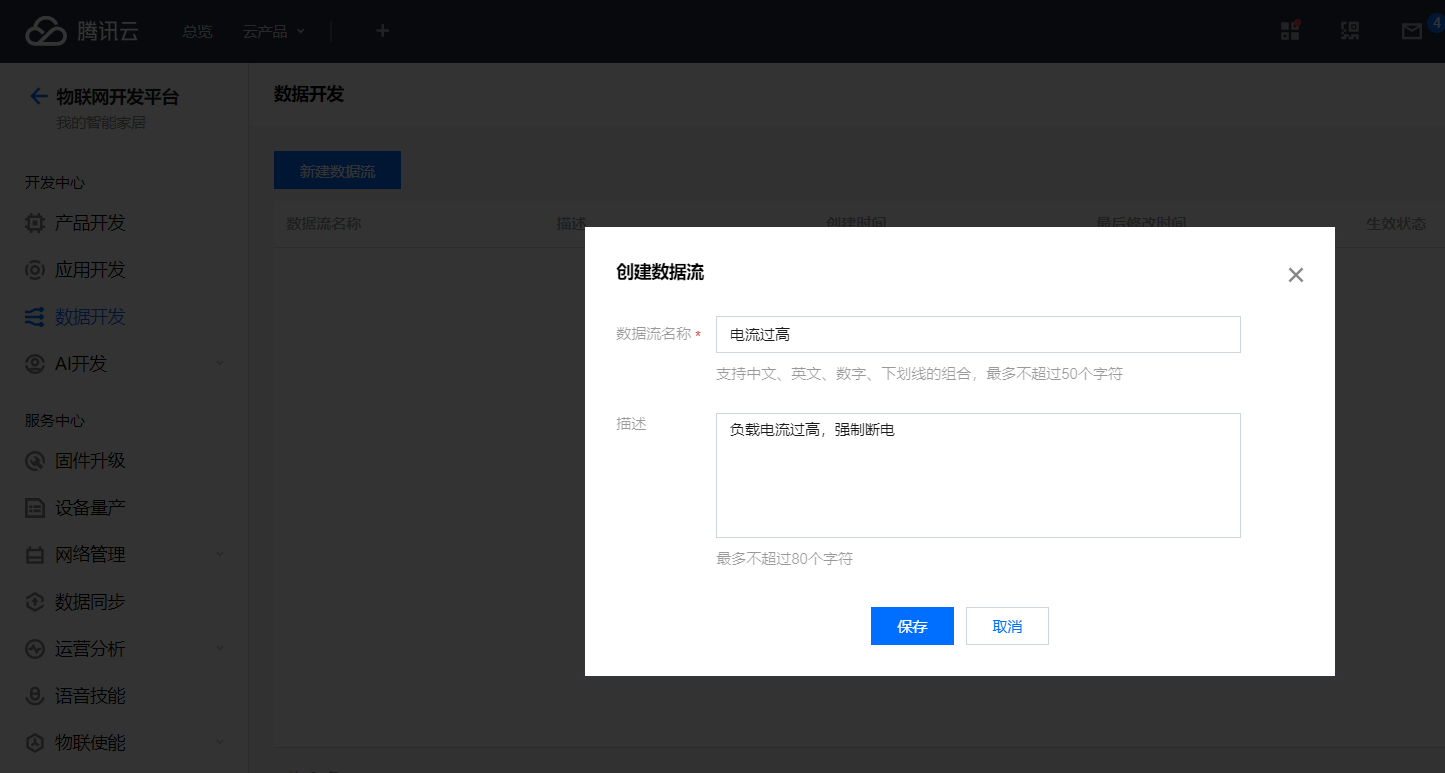 腾讯云
总览
云产品
4
物联网开发平台
我的智能家居
数据开发
新建数据流
开发中心
产品开发
应用开发
数据开发
AI开发
服务中心
固件升级
设备量产
网络管理
数据同步
运营分析
语音技能
物联使能
数据流名称
描述
创建时间
最后修改时间
生效状态
创建数据流
数据流名称 *
电流过高
支持中文、英文、数字、下划线的组合，最多不超过50个字符
描述
负载电流过高，强制断电
最多不超过80个字符
保存
取消